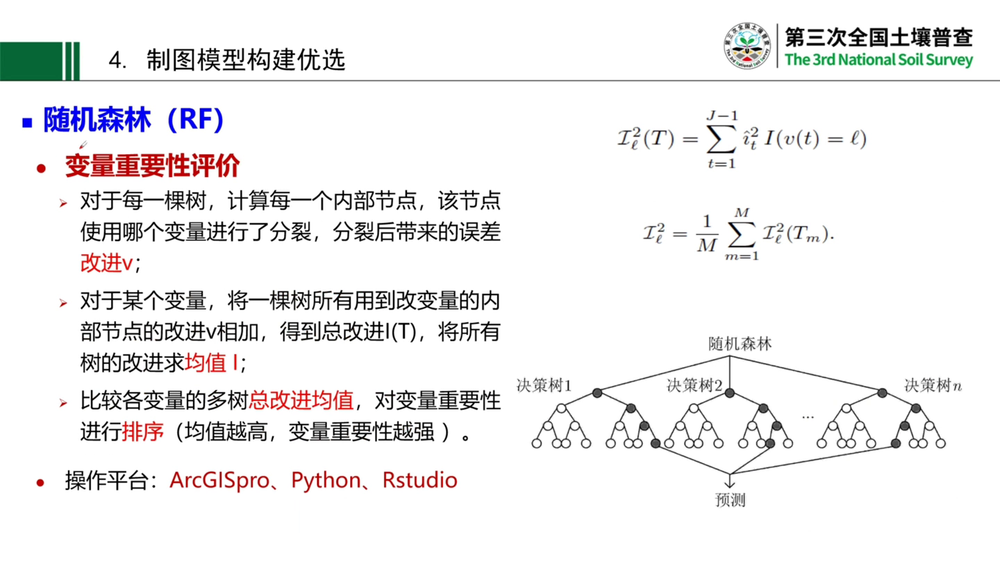 第三次全国土壤普查
The 3rd National Soil Survey
4. 制图模型构建优选
随机森林（RF）
变量重要性评价
对于每一棵树，计算每一个内部节点，该节点
使用哪个变量进行了分裂，分裂后带来的误差
改进v；
对于某个变量，将一棵树所有用到改变量的内
部节点的改进v相加，得到总改进I(T)，将所有
树的改进求均值 I；
比较各变量的多树总改进均值，对变量重要性
进行排序（均值越高，变量重要性越强 ）。
操作平台：ArcGISpro、Python、Rstudio
$\mathcal{I}_{\ell}^{2}(T) = \sum_{t=1}^{J-1} \hat{\imath}_{t}^{2} I(v(t) = \ell)$
$\mathcal{I}_{\ell}^{2} = \frac{1}{M} \sum_{m=1}^{M} \mathcal{I}_{\ell}^{2}(T_m).$
随机森林
决策树1 决策树2 决策树n
...
预测